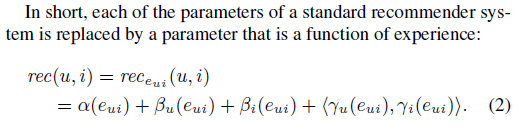 In short, each of the parameters of a standard recommender sys-
tem is replaced by a parameter that is a function of experience:
rec(u, i) = rec_{e_{ui}}(u, i)
= α(e_{ui}) + β_u(e_{ui}) + β_i(e_{ui}) + ⟨γ_u(e_{ui}), γ_i(e_{ui})⟩. (2)